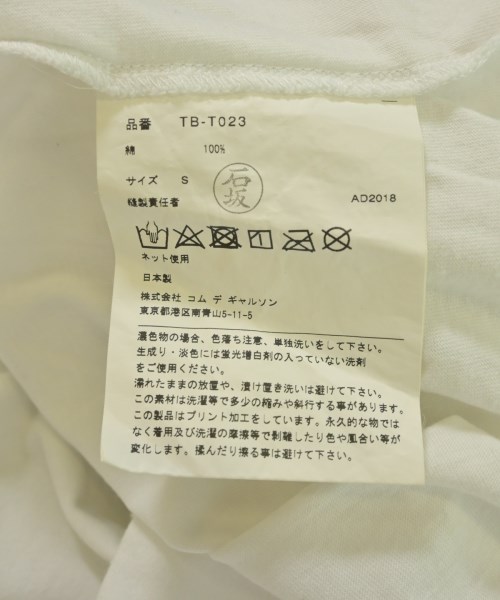 品番 TB-T023
綿 100%
サイズ S
石坂
縫製責任者 AD2018
ネット使用
日本製
株式会社 コム デ ギャルソン
東京都港区南青山5-11-5
濃色物の場合、色落ち注意、単独洗いをして下さい。
生成り・淡色には蛍光増白剤の入っていない洗剤
をご使用ください。
濡れたままの放置や、漬け置き洗いは避けて下さい。
この素材は洗濯等で多少の縮みや斜行する事があります。
この製品はプリント加工をしています。永久的な物では
なく着用及び洗濯の摩擦等で剥離したり色や風合い等が
変化します。揉んだり擦る事は避けて下さい。